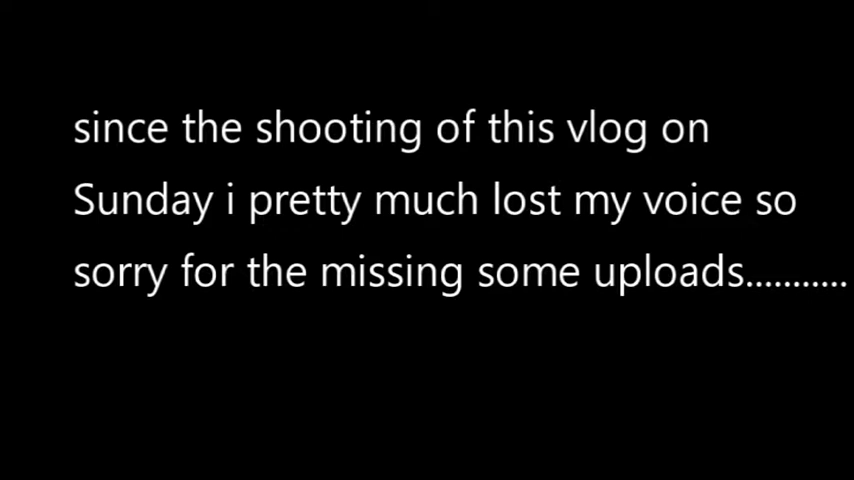 since the shooting of this vlog on
Sunday i pretty much lost my voice so
sorry for the missing some uploads...........